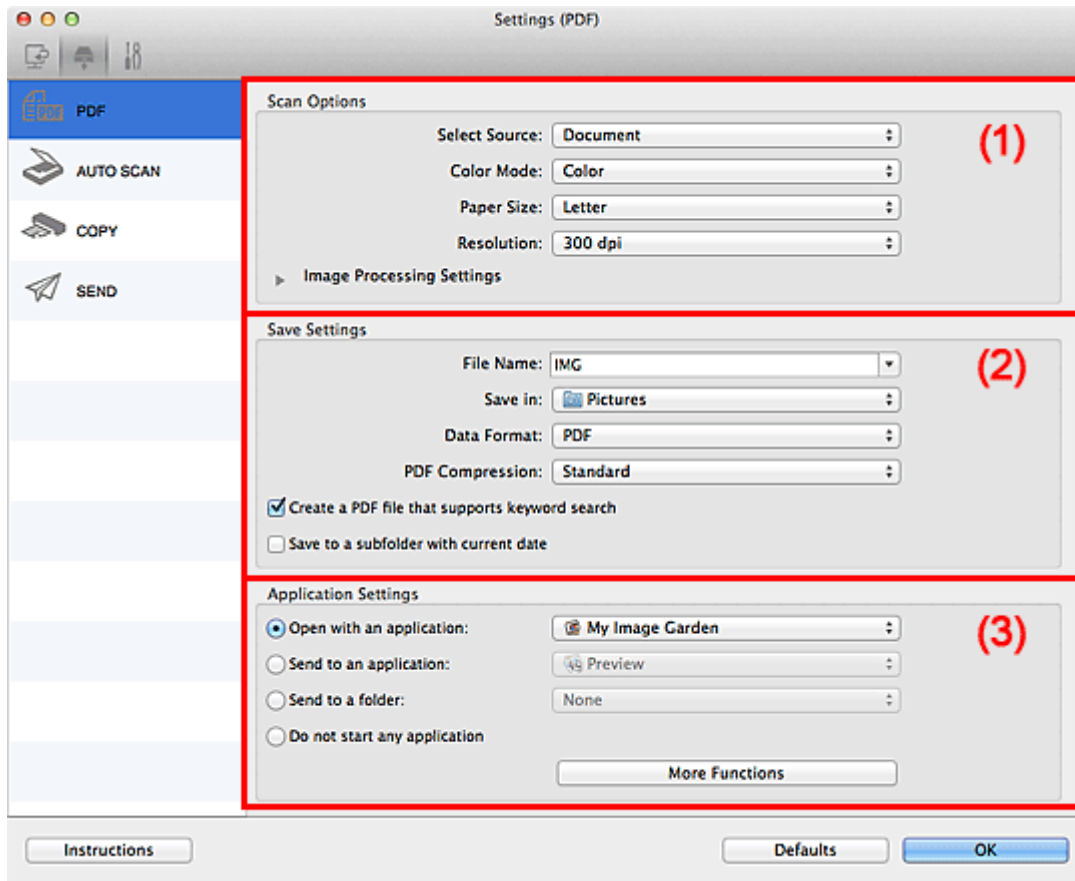 Settings (PDF)
PDF
AUTO SCAN
COPY
SEND
Scan Options
(1)
Select Source: Document
Color Mode: Color
Paper Size: Letter
Resolution: 300 dpi
Image Processing Settings
Save Settings
(2)
File Name: IMG
Save in: Pictures
Data Format: PDF
PDF Compression: Standard
Create a PDF file that supports keyword search
Save to a subfolder with current date
Application Settings
(3)
Open with an application: My Image Garden
Send to an application: Preview
Send to a folder: None
Do not start any application
More Functions
Instructions Defaults OK